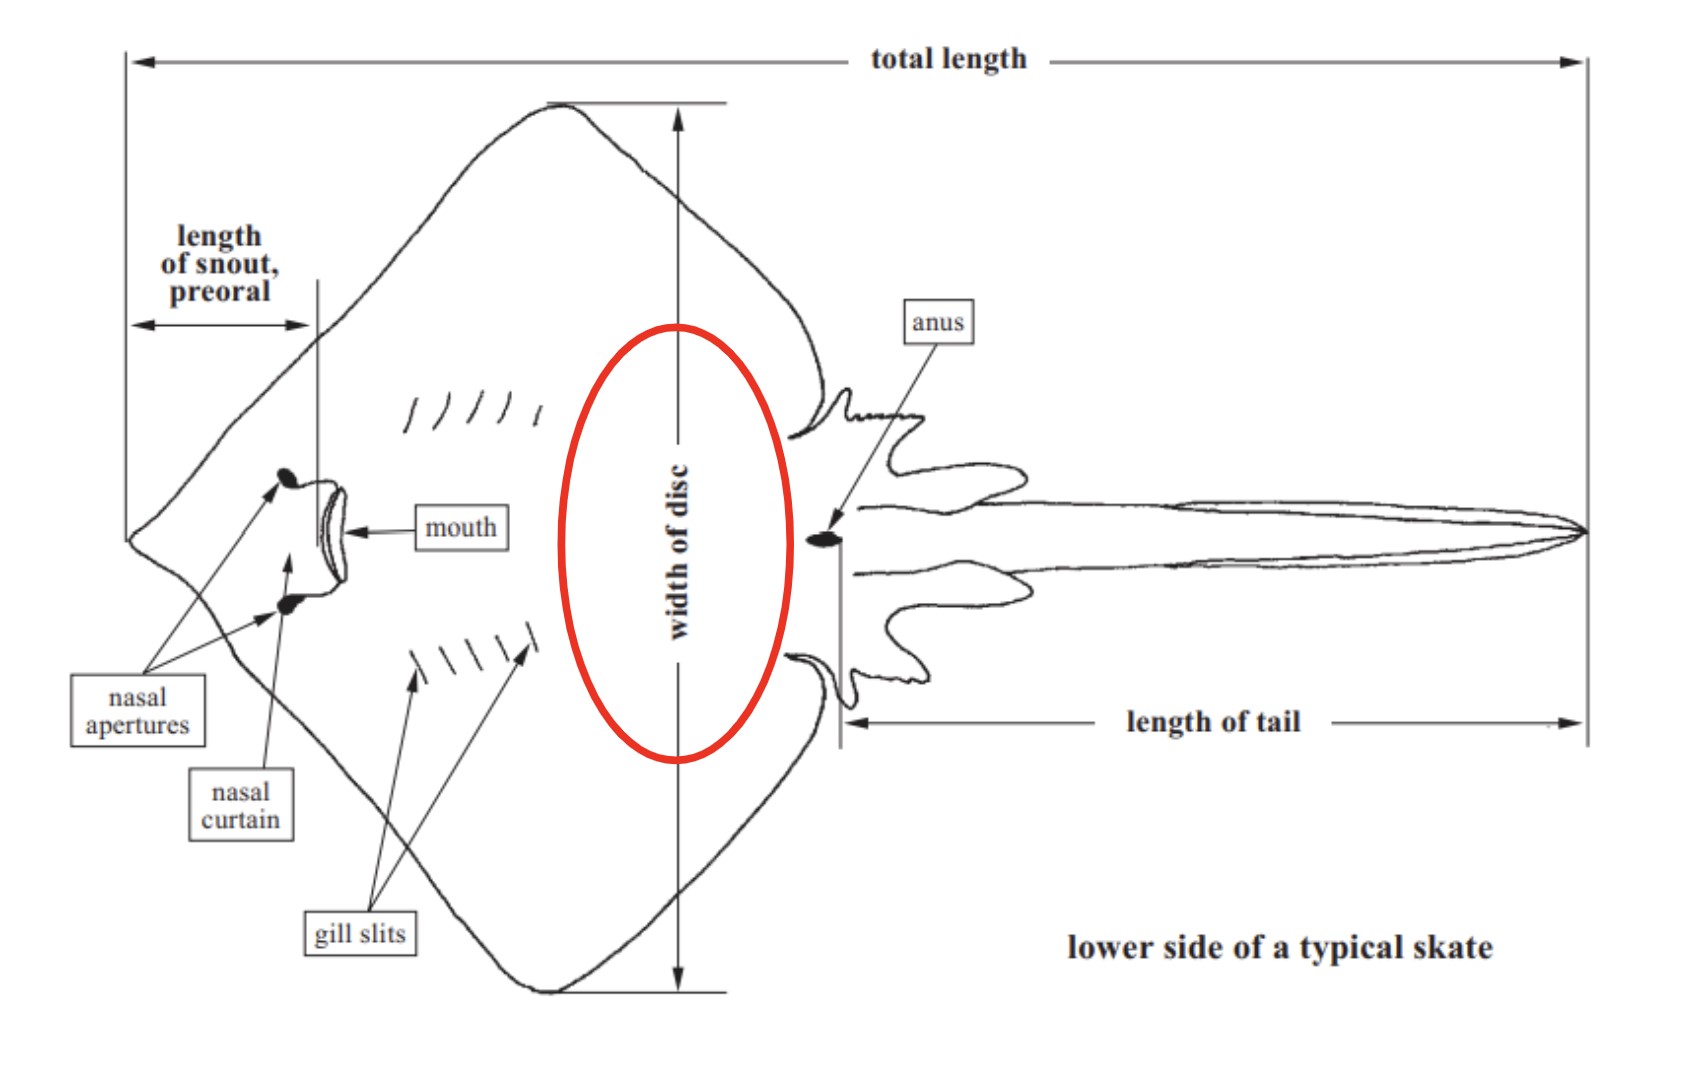 total length
length
of snout,
preoral
anus
width of disc
mouth
nasal
apertures
length of tail
nasal
curtain
gill slits
lower side of a typical skate